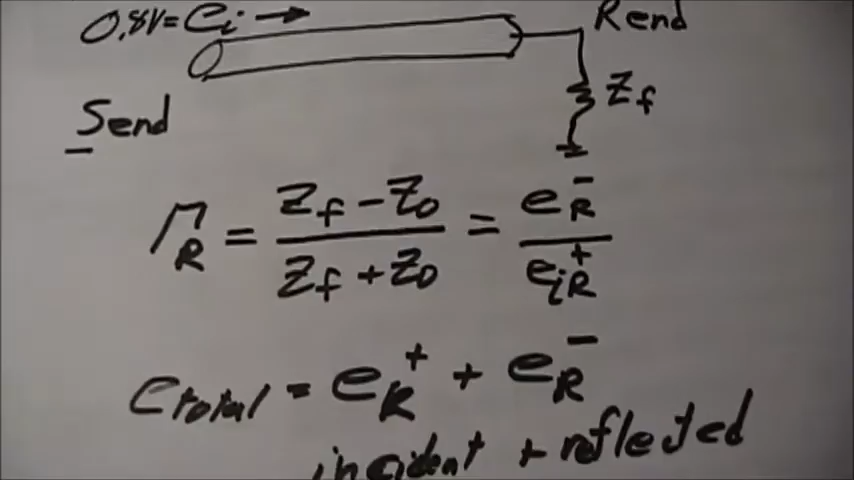 0,8V = ei → Rend
Zf
Send
ΓR = Zf - Zo / Zf + Zo = eR⁻ / eiR⁺
etotal = eR⁺ + eR⁻
incident + reflected